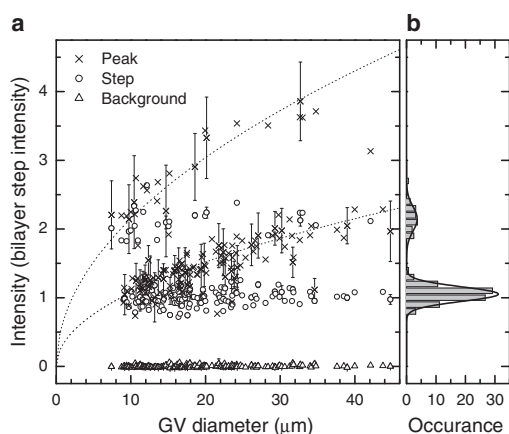 a
b
Peak
Step
Background
Intensity (bilayer step intensity)
4
3
2
1
0
0
10
20
30
40
GV diameter (μm)
0
10
20
30
Occurance